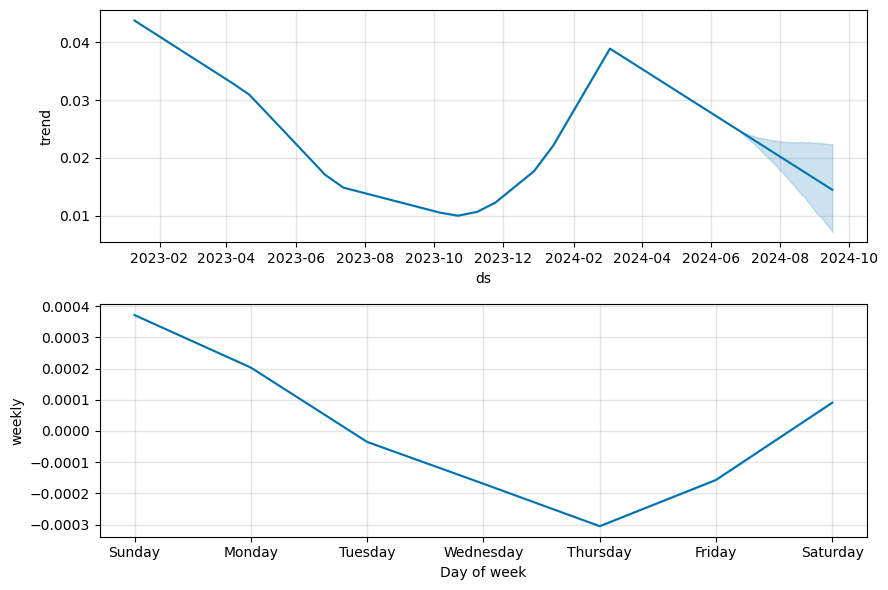 0.04
0.03
0.02
0.01
trend
2023-02 2023-04 2023-06 2023-08 2023-10 2023-12 2024-02 2024-04 2024-06 2024-08 2024-10
ds
0.0004
0.0003
0.0002
0.0001
0.0000
−0.0001
−0.0002
−0.0003
weekly
Sunday Monday Tuesday Wednesday Thursday Friday Saturday
Day of week